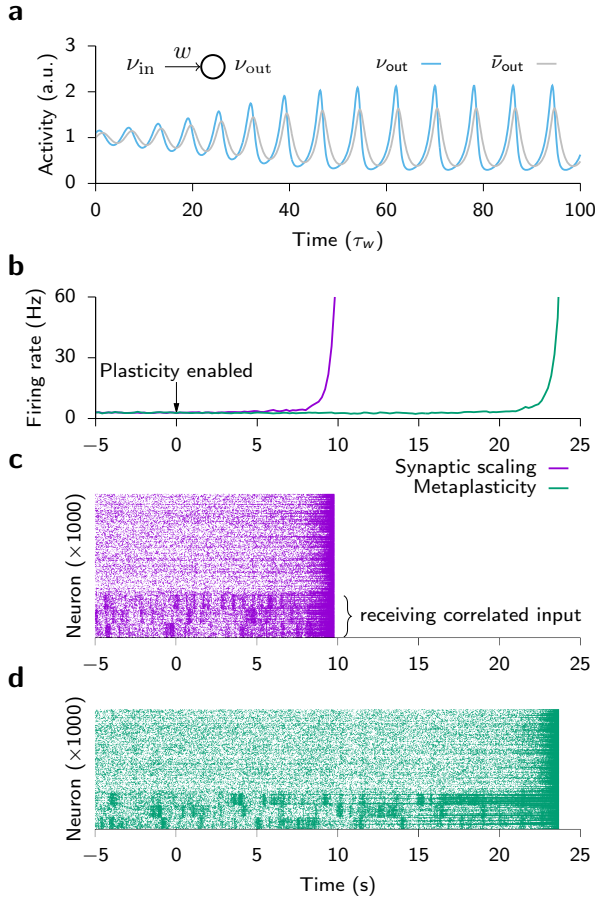 a
3
2
1
0
Activity (a.u.)
ν_in w ν_out
ν_out ν̄_out
0 20 40 60 80 100
Time (τ_w)
b
60
30
0
Firing rate (Hz)
Plasticity enabled
−5 0 5 10 15 20 25
Synaptic scaling
Metaplasticity
c
Neuron (×1000)
receiving correlated input
−5 0 5 10 15 20 25
d
Neuron (×1000)
−5 0 5 10 15 20 25
Time (s)